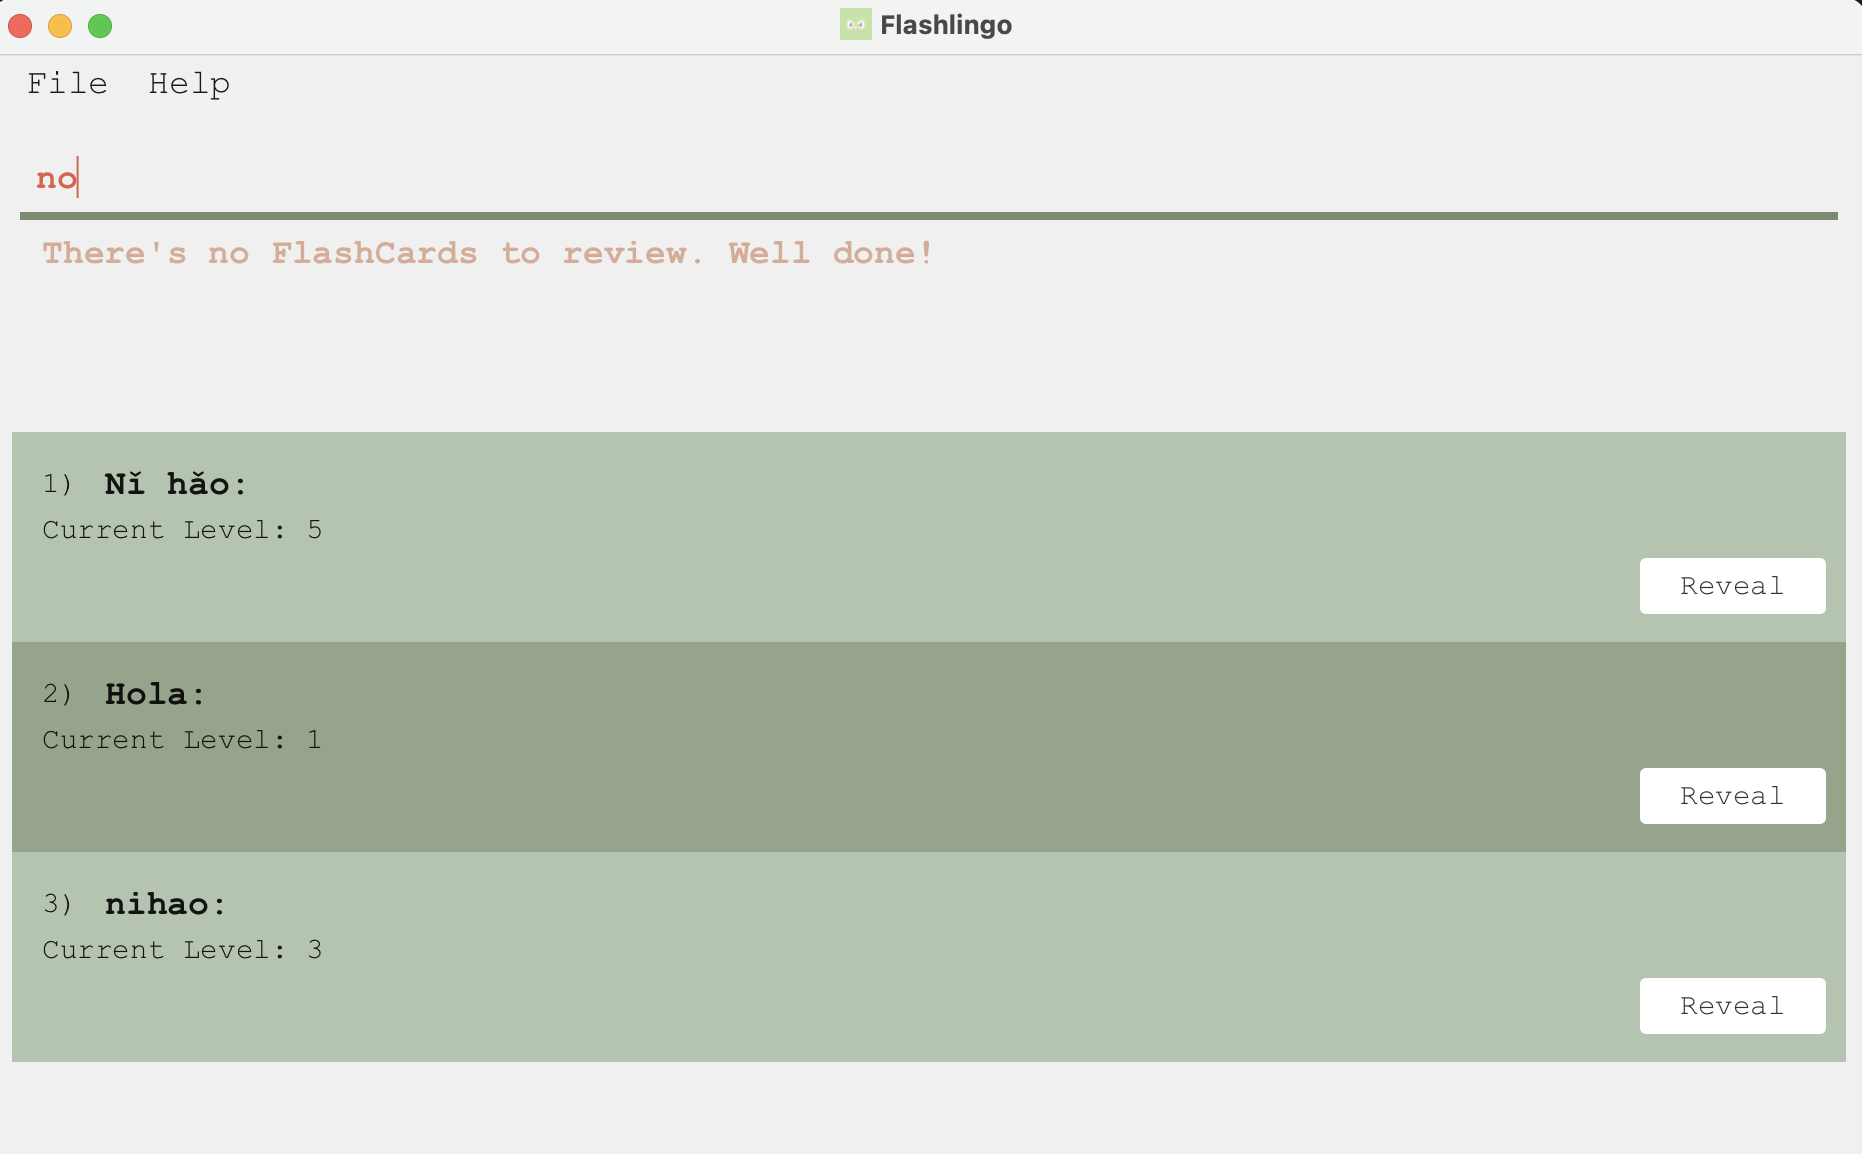 Flashlingo
File Help
no
There's no FlashCards to review. Well done!
1) Nǐ hǎo:
Current Level: 5
Reveal
2) Hola:
Current Level: 1
Reveal
3) nihao:
Current Level: 3
Reveal